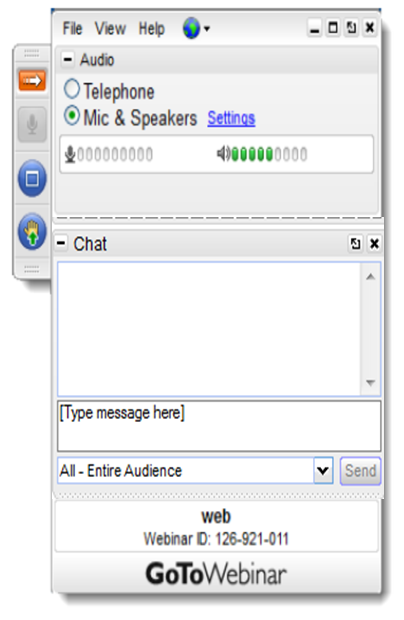 File View Help
Audio
Telephone
Mic & Speakers Settings
Chat
[Type message here]
All - Entire Audience
Send
web
Webinar ID: 126-921-011
GoToWebinar